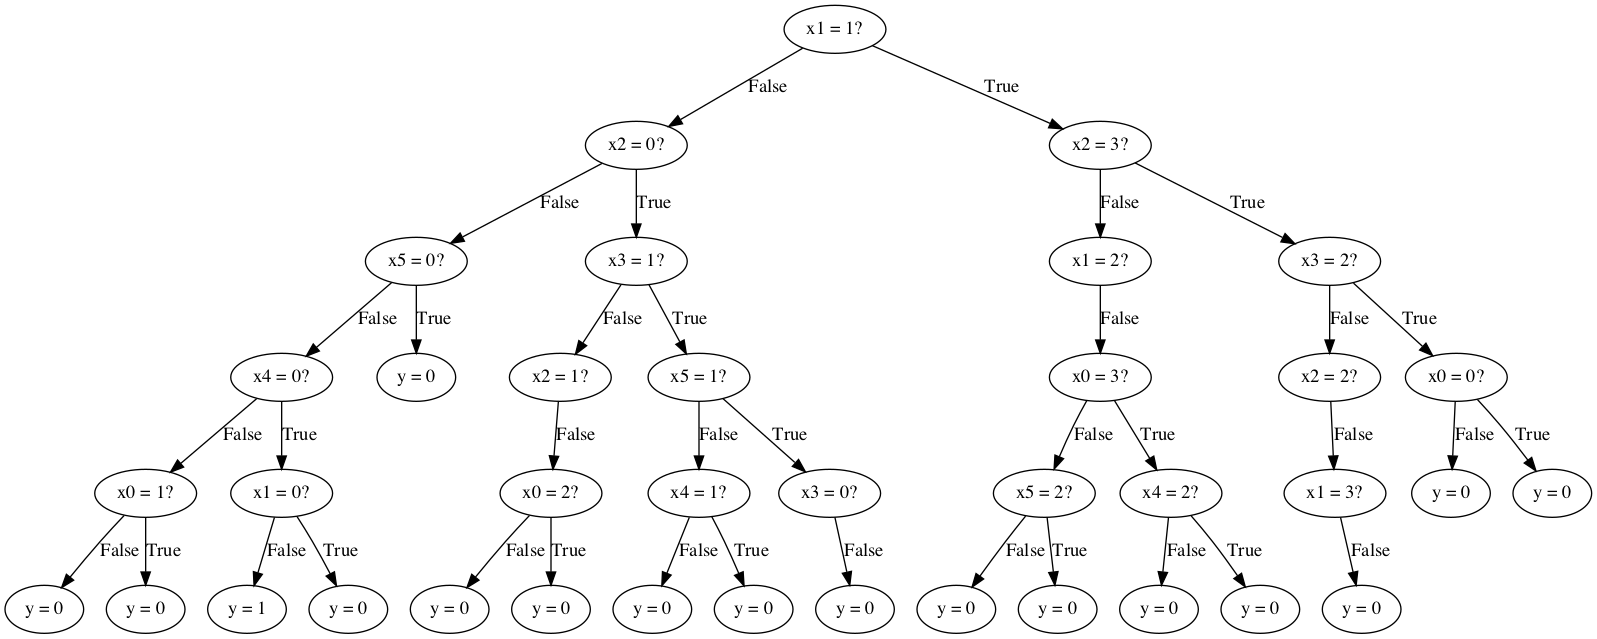 x1 = 1?
False
True
x2 = 0?
x2 = 3?
False
True
False
True
x5 = 0?
x3 = 1?
x1 = 2?
x3 = 2?
False
True
False
True
False
False
True
x4 = 0?
y = 0
x2 = 1?
x5 = 1?
x0 = 3?
x2 = 2?
x0 = 0?
False
True
False
False
True
False
True
False
False
True
x0 = 1?
x1 = 0?
x0 = 2?
x4 = 1?
x3 = 0?
x5 = 2?
x4 = 2?
x1 = 3?
y = 0
y = 0
False
True
False
True
False
True
False
True
False
False
True
False
True
False
y = 0
y = 0
y = 1
y = 0
y = 0
y = 0
y = 0
y = 0
y = 0
y = 0
y = 0
y = 0
y = 0
y = 0